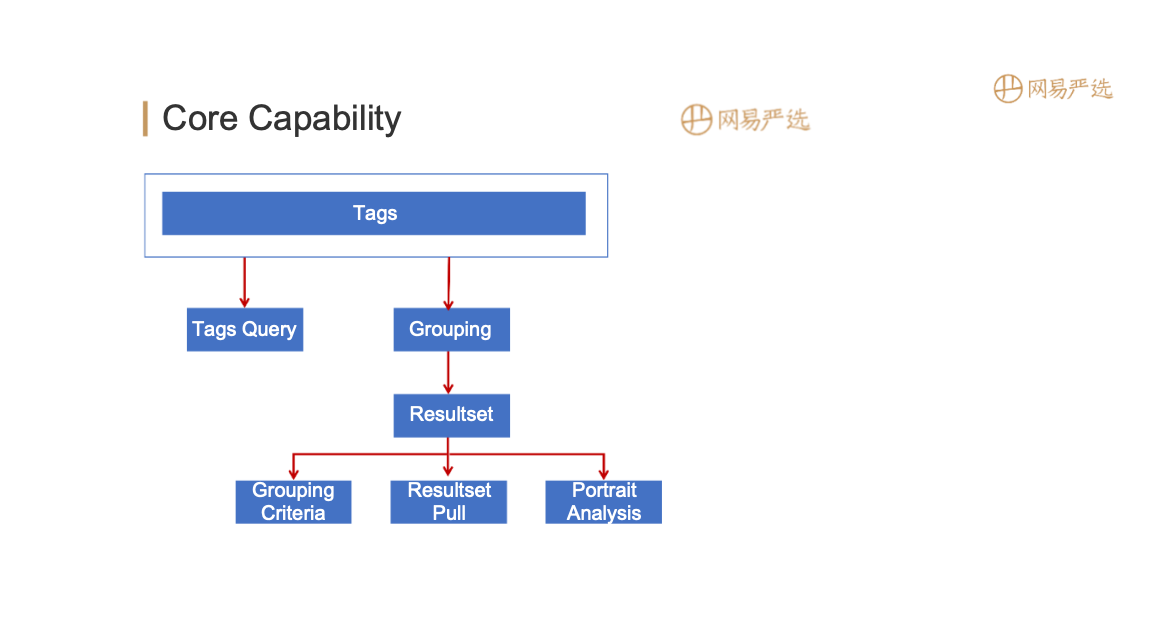 网易严选
Core Capability
网易严选
Tags
Tags Query
Grouping
Resultset
Grouping
Criteria
Resultset
Pull
Portrait
Analysis